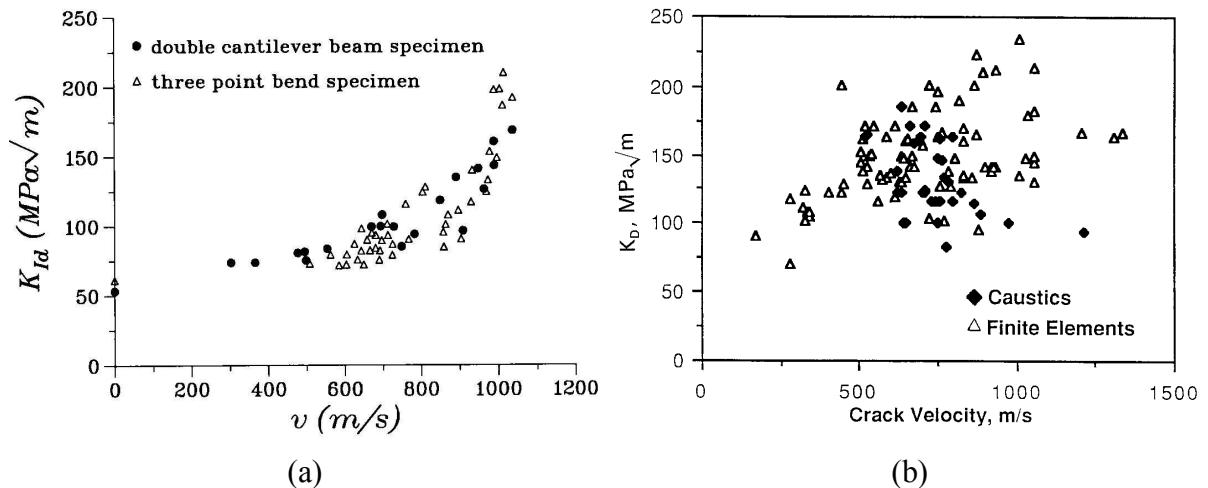 250
200
150
100
50
0
K_Id (MPa√m)
● double cantilever beam specimen
△ three point bend specimen
0 200 400 600 800 1000 1200
v (m/s)
(a)
250
200
150
100
50
0
K_D, MPa√m
◆ Caustics
△ Finite Elements
0 500 1000 1500
Crack Velocity, m/s
(b)